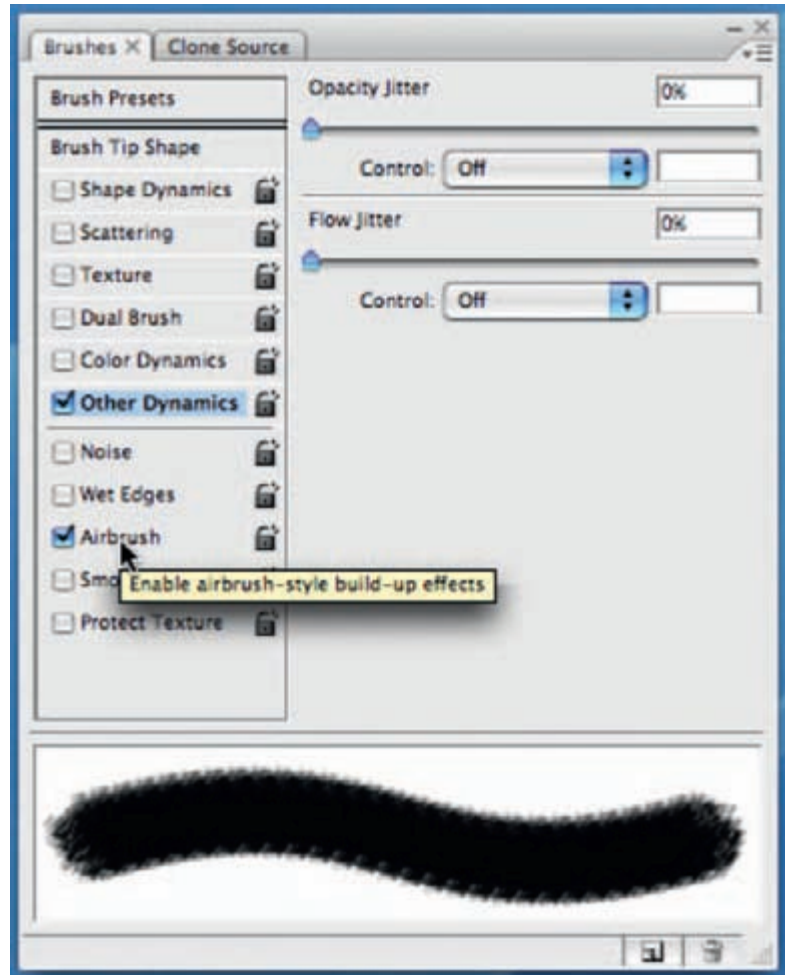 Brushes × Clone Source
Brush Presets
Brush Tip Shape
Shape Dynamics
Scattering
Texture
Dual Brush
Color Dynamics
Other Dynamics
Noise
Wet Edges
Airbrush
Smo
Protect Texture
Enable airbrush-style build-up effects
Opacity Jitter 0%
Control: Off
Flow Jitter 0%
Control: Off